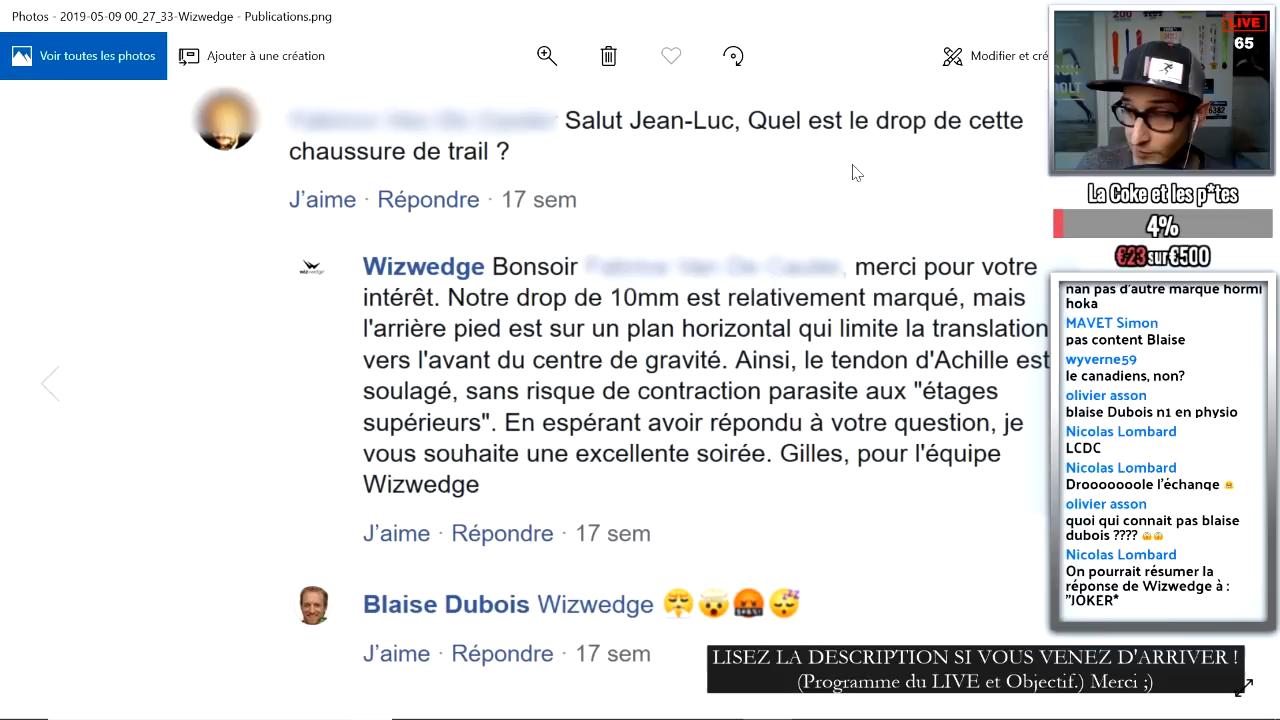 Photos - 2019-05-09 00_27_33-Wizwedge - Publications.png
Voir toutes les photos
Ajouter à une création
Modifier et cré
Salut Jean-Luc, Quel est le drop de cette
chaussure de trail ?
J'aime · Répondre · 17 sem
wizwedge
Wizwedge Bonsoir
merci pour votre
intérêt. Notre drop de 10mm est relativement marqué, mais
l'arrière pied est sur un plan horizontal qui limite la translation
vers l'avant du centre de gravité. Ainsi, le tendon d'Achille est
soulagé, sans risque de contraction parasite aux "étages
supérieurs". En espérant avoir répondu à votre question, je
vous souhaite une excellente soirée. Gilles, pour l'équipe
Wizwedge
J'aime · Répondre · 17 sem
Blaise Dubois Wizwedge 😤🤯🤬😴
J'aime · Répondre · 17 sem
LIVE
65
200
6382
La Coke et les p*tes
4%
€23 sur €500
nan pas d'autre marque hormi
hoka
MAVET Simon
pas content Blaise
wyverne59
le canadiens, non?
olivier asson
blaise Dubois n1 en physio
Nicolas Lombard
LCDC
Nicolas Lombard
Drooooooole l'échange 🤗
olivier asson
quoi qui connait pas blaise
dubois ????
Nicolas Lombard
On pourrait résumer la
réponse de Wizwedge à :
"JOKER"
LISEZ LA DESCRIPTION SI VOUS VENEZ D'ARRIVER !
(Programme du LIVE et Objectif.) Merci ;)